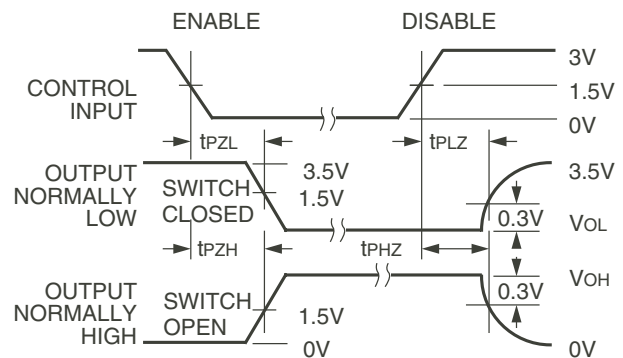 ENABLE DISABLE
3V
CONTROL
INPUT
1.5V
0V
tPZL
tPLZ
OUTPUT
NORMALLY
LOW
SWITCH
CLOSED
3.5V
1.5V
3.5V
0.3V
VOL
tPZH
tPHZ
OUTPUT
NORMALLY
HIGH
SWITCH
OPEN
1.5V
0V
0.3V
VOH
0V